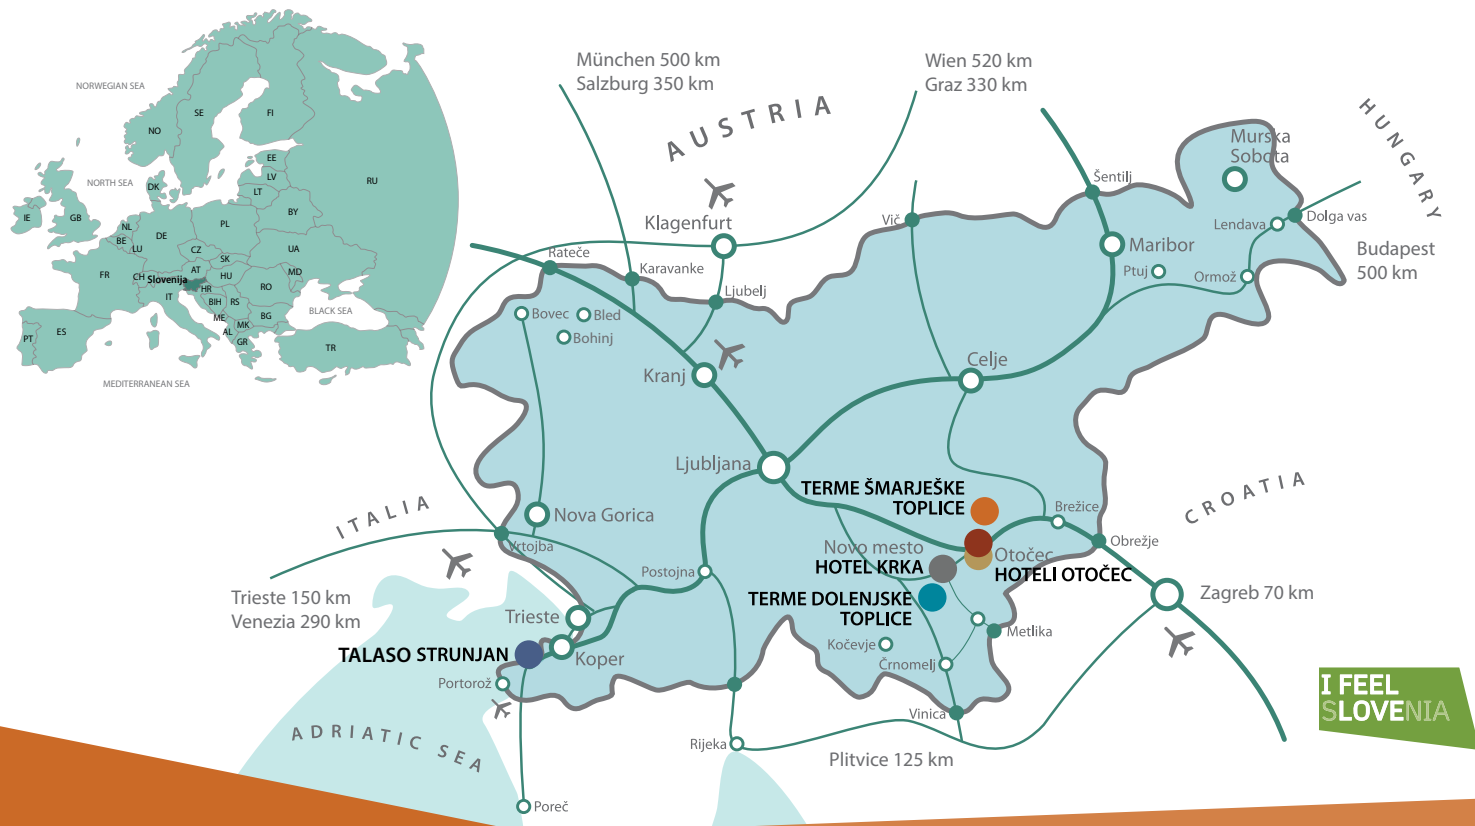 NORWEGIAN SEA
SE
FI
NO
EE
LV
LT
NORTH SEA
DK
RU
IE
GB
NL
BE
LU
DE
PL
BY
CZ
SK
UA
FR
CH
AT
HU
MD
Slovenija
HR
RO
IT
BIH
RS
BLACK SEA
ME
BG
MK
AL
GR
PT
ES
TR
MEDITERRANEAN SEA
München 500 km
Salzburg 350 km
Wien 520 km
Graz 330 km
AUSTRIA
HUNGARY
Murska
Sobota
Šentilj
Klagenfurt
Vič
Lendava
Dolga vas
Maribor
Budapest
500 km
Rateče
Karavanke
Ptuj
Ormož
Ljubelj
Bovec
Bled
Bohinj
Kranj
Celje
Ljubljana
TERME ŠMARJEŠKE
TOPLICE
CROATIA
ITALIA
Nova Gorica
Brežice
Vrtojba
Novo mesto
HOTEL KRKA
Otočec
HOTELI OTOČEC
Obrežje
Postojna
Trieste 150 km
Venezia 290 km
TERME DOLENJSKE
TOPLICE
Zagreb 70 km
Trieste
Metlika
TALASO STRUNJAN
Koper
Kočevje
Črnomelj
Portorož
Vinica
ADRIATIC SEA
Rijeka
Plitvice 125 km
Poreč
I FEEL
SLOVENIA